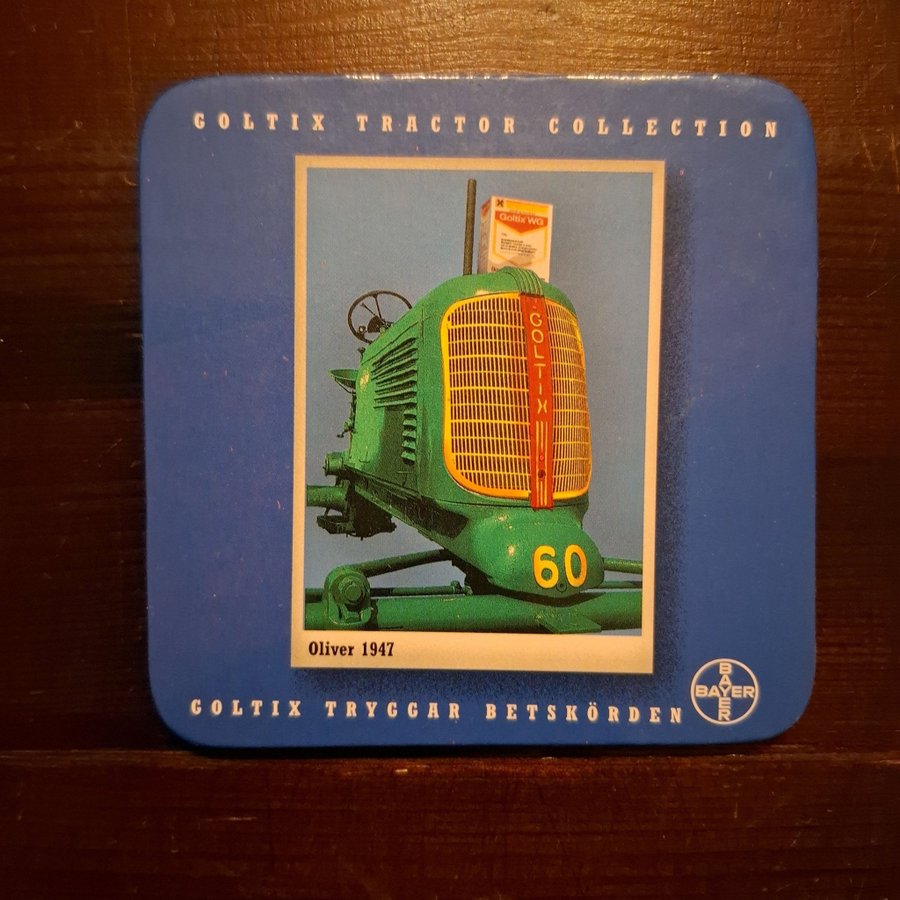 GOLTIX TRACTOR COLLECTION
Goltix WG
GOLTIX
60
Oliver 1947
GOLTIX TRYGGAR BETSKÖRDEN
BAYER
BAYER